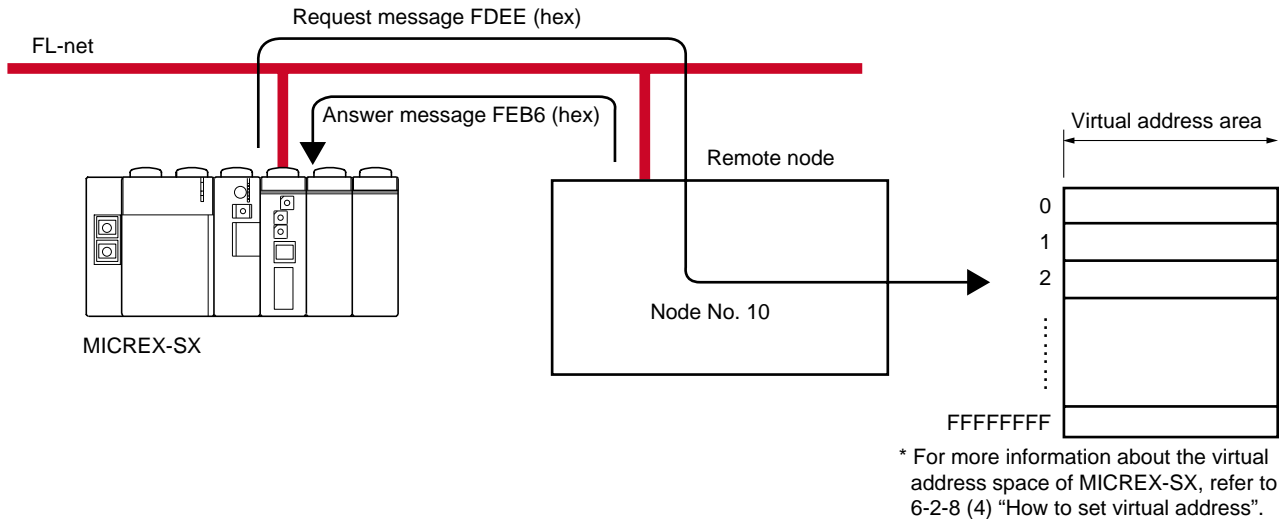 Request message FDEE (hex)
FL-net
Answer message FEB6 (hex)
Virtual address area
Remote node
0
1
2
Node No. 10
MICREX-SX
FFFFFFFF
* For more information about the virtual
address space of MICREX-SX, refer to
6-2-8 (4) “How to set virtual address”.